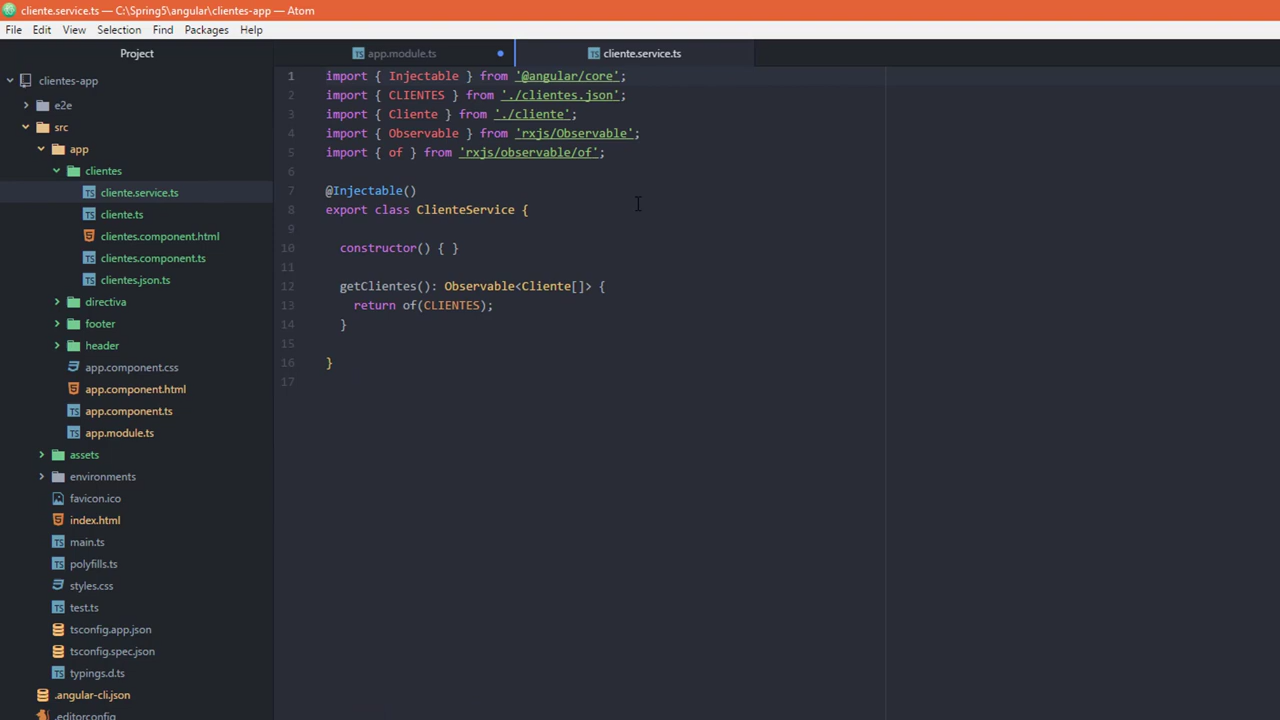 cliente.service.ts — C:\Spring5\angular\clientes-app — Atom
File Edit View Selection Find Packages Help
Project
app.module.ts
cliente.service.ts
clientes-app
e2e
src
app
clientes
cliente.service.ts
cliente.ts
clientes.component.html
clientes.component.ts
clientes.json.ts
directiva
footer
header
app.component.css
app.component.html
app.component.ts
app.module.ts
assets
environments
favicon.ico
index.html
main.ts
polyfills.ts
styles.css
test.ts
tsconfig.app.json
tsconfig.spec.json
typings.d.ts
.angular-cli.json
.editorconfig
1 import { Injectable } from '@angular/core';
2 import { CLIENTES } from './clientes.json';
3 import { Cliente } from './cliente';
4 import { Observable } from 'rxjs/Observable';
5 import { of } from 'rxjs/observable/of';
6
7 @Injectable()
8 export class ClienteService {
9
10 constructor() { }
11
12 getClientes(): Observable<Cliente[]> {
13 return of(CLIENTES);
14 }
15
16 }
17